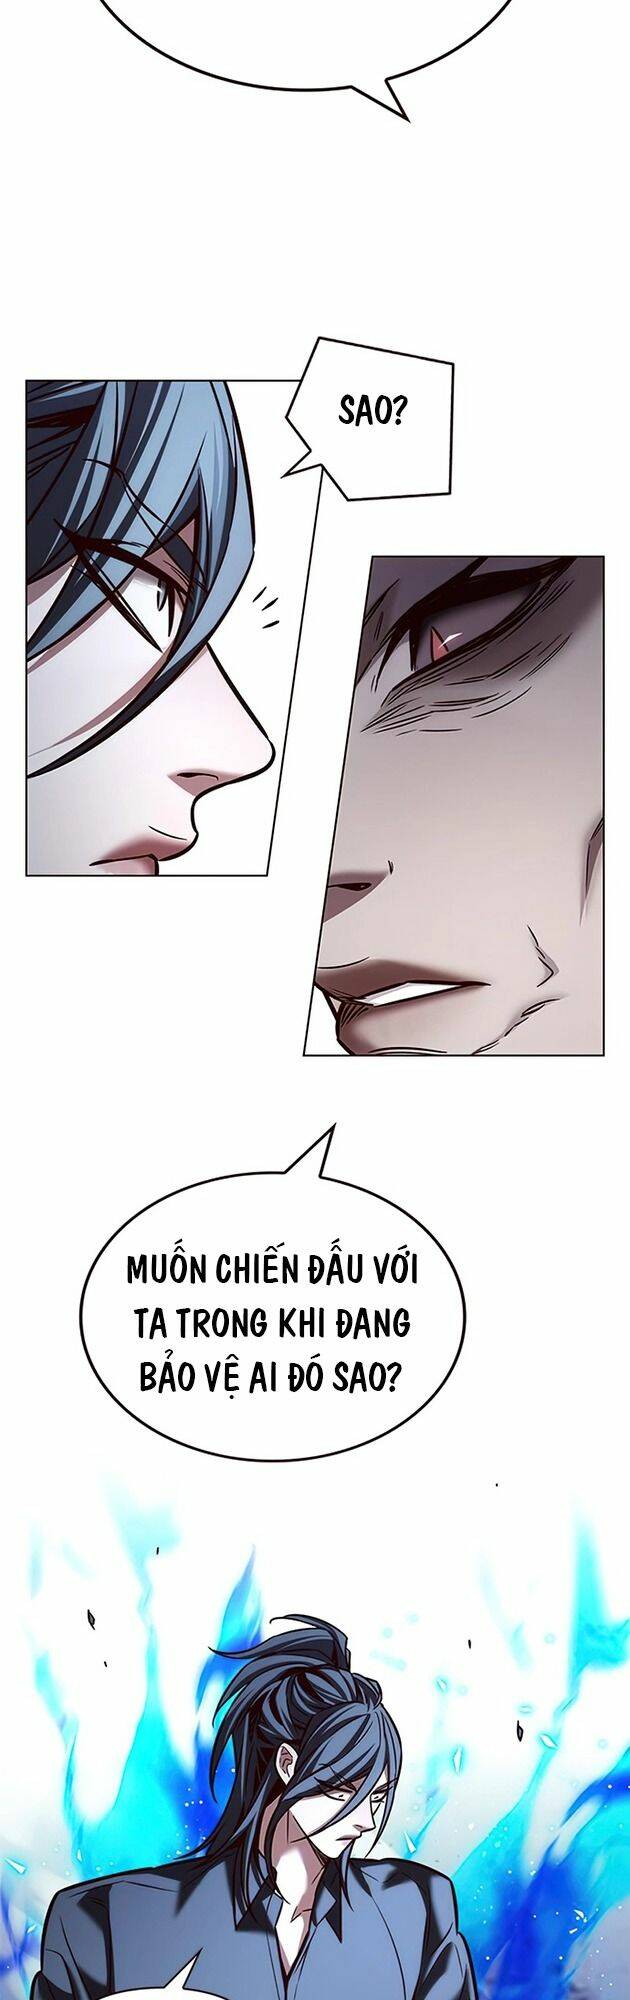 SAO?
MUỐN CHIẾN ĐẤU VỚI
TA TRONG KHI ĐANG
BẢO VỆ AI ĐÓ SAO?